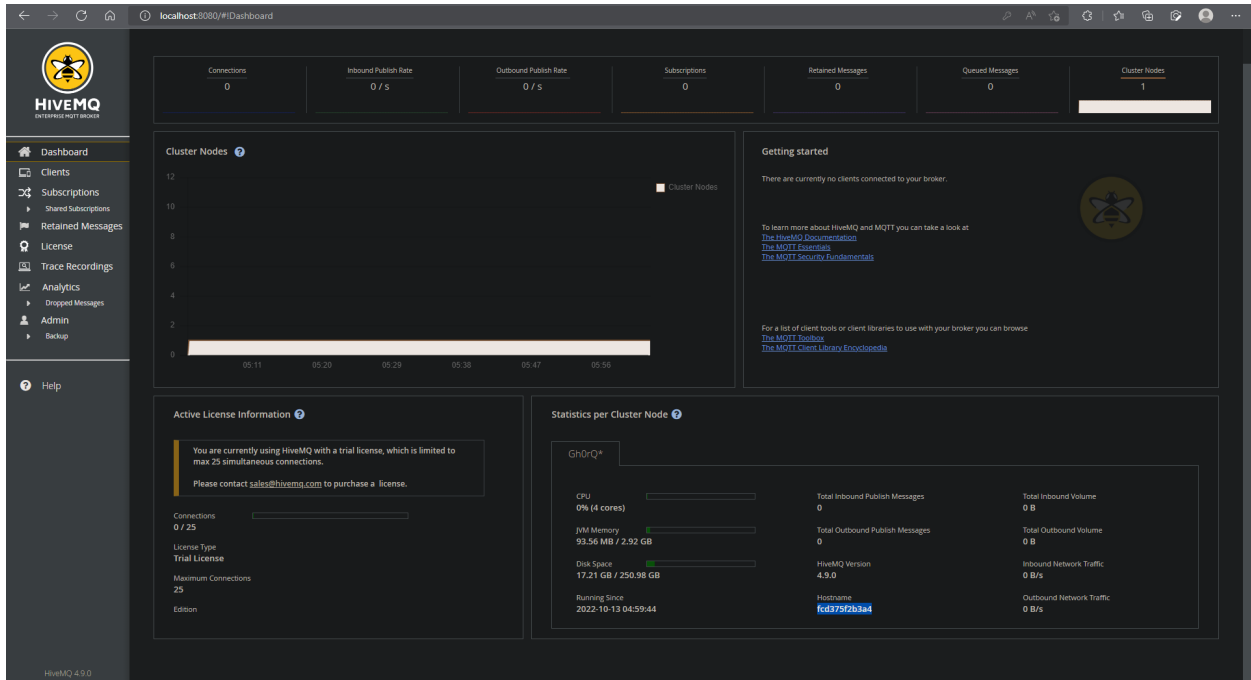 localhost:8080/#!Dashboard
HIVEMQ
ENTERPRISE MQTT BROKER
Dashboard
Clients
Subscriptions
Shared Subscriptions
Retained Messages
License
Trace Recordings
Analytics
Dropped Messages
Admin
Backup
Help
HiveMQ 4.9.0
Connections
0
Inbound Publish Rate
0 / s
Outbound Publish Rate
0 / s
Subscriptions
0
Retained Messages
0
Queued Messages
0
Cluster Nodes
1
Cluster Nodes ?
12
10
8
6
4
2
0
05:11 05:20 05:29 05:38 05:47 05:56
Cluster Nodes
Getting started
There are currently no clients connected to your broker.
To learn more about HiveMQ and MQTT you can take a look at
The HiveMQ Documentation
The MQTT Essentials
The MQTT Security Fundamentals
For a list of client tools or client libraries to use with your broker you can browse
The MQTT Toolbox
The MQTT Client Library Encyclopedia
Active License Information ?
You are currently using HiveMQ with a trial license, which is limited to
max 25 simultaneous connections.
Please contact sales@hivemq.com to purchase a license.
Connections
0 / 25
License Type
Trial License
Maximum Connections
25
Edition
Statistics per Cluster Node ?
Gh0rQ*
CPU
0% (4 cores)
JVM Memory
93.56 MB / 2.92 GB
Disk Space
17.21 GB / 250.98 GB
Running Since
2022-10-13 04:59:44
Total Inbound Publish Messages
0
Total Outbound Publish Messages
0
HiveMQ Version
4.9.0
Hostname
fcd375f2b3a4
Total Inbound Volume
0 B
Total Outbound Volume
0 B
Inbound Network Traffic
0 B/s
Outbound Network Traffic
0 B/s